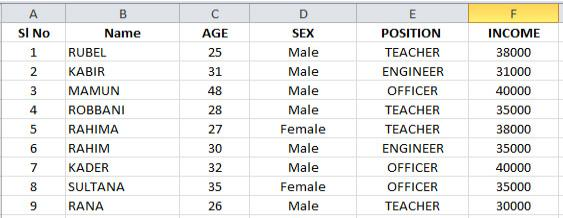 A B C D E F
Sl No Name AGE SEX POSITION INCOME
1 RUBEL 25 Male TEACHER 38000
2 KABIR 31 Male ENGINEER 31000
3 MAMUN 48 Male OFFICER 40000
4 ROBBANI 28 Male TEACHER 35000
5 RAHIMA 27 Female TEACHER 38000
6 RAHIM 30 Male ENGINEER 35000
7 KADER 32 Male OFFICER 40000
8 SULTANA 35 Female OFFICER 35000
9 RANA 26 Male TEACHER 30000